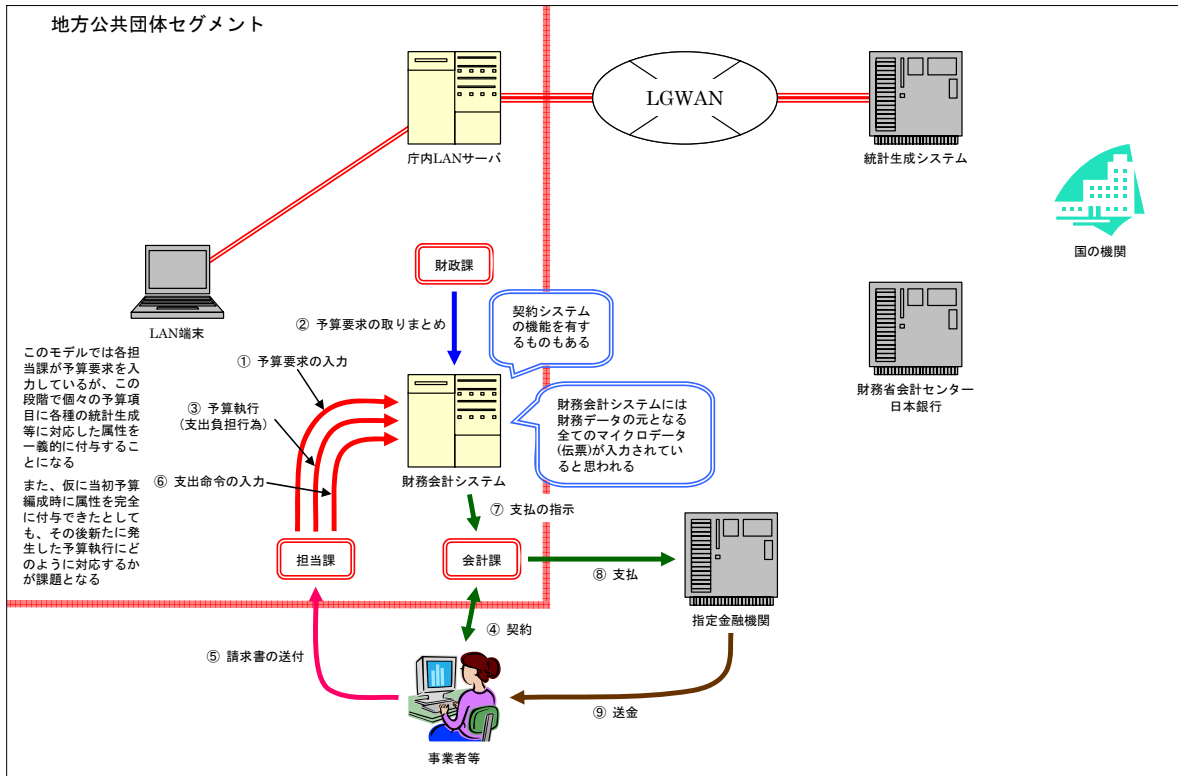 地方公共団体セグメント
LGWAN
庁内LANサーバ
統計生成システム
国の機関
財政課
LAN端末
② 予算要求の取りまとめ
契約システム
の機能を有す
るものもある
財務省会計センター
日本銀行
このモデルでは各担
当課が予算要求を入
力しているが、この
段階で個々の予算項
目に各種の統計生成
等に対応した属性を
一義的に付与するこ
とになる
また、仮に当初予算
編成時に属性を完全
に付与できたとして
も、その後新たに発
生した予算執行にど
のように対応するか
が課題となる
① 予算要求の入力
③ 予算執行
(支出負担行為)
⑥ 支出命令の入力
財務会計システムには
財務データの元となる
全てのマイクロデータ
(伝票)が入力されてい
ると思われる
財務会計システム
⑦ 支払の指示
担当課
会計課
⑧ 支払
指定金融機関
④ 契約
⑤ 請求書の送付
⑨ 送金
事業者等